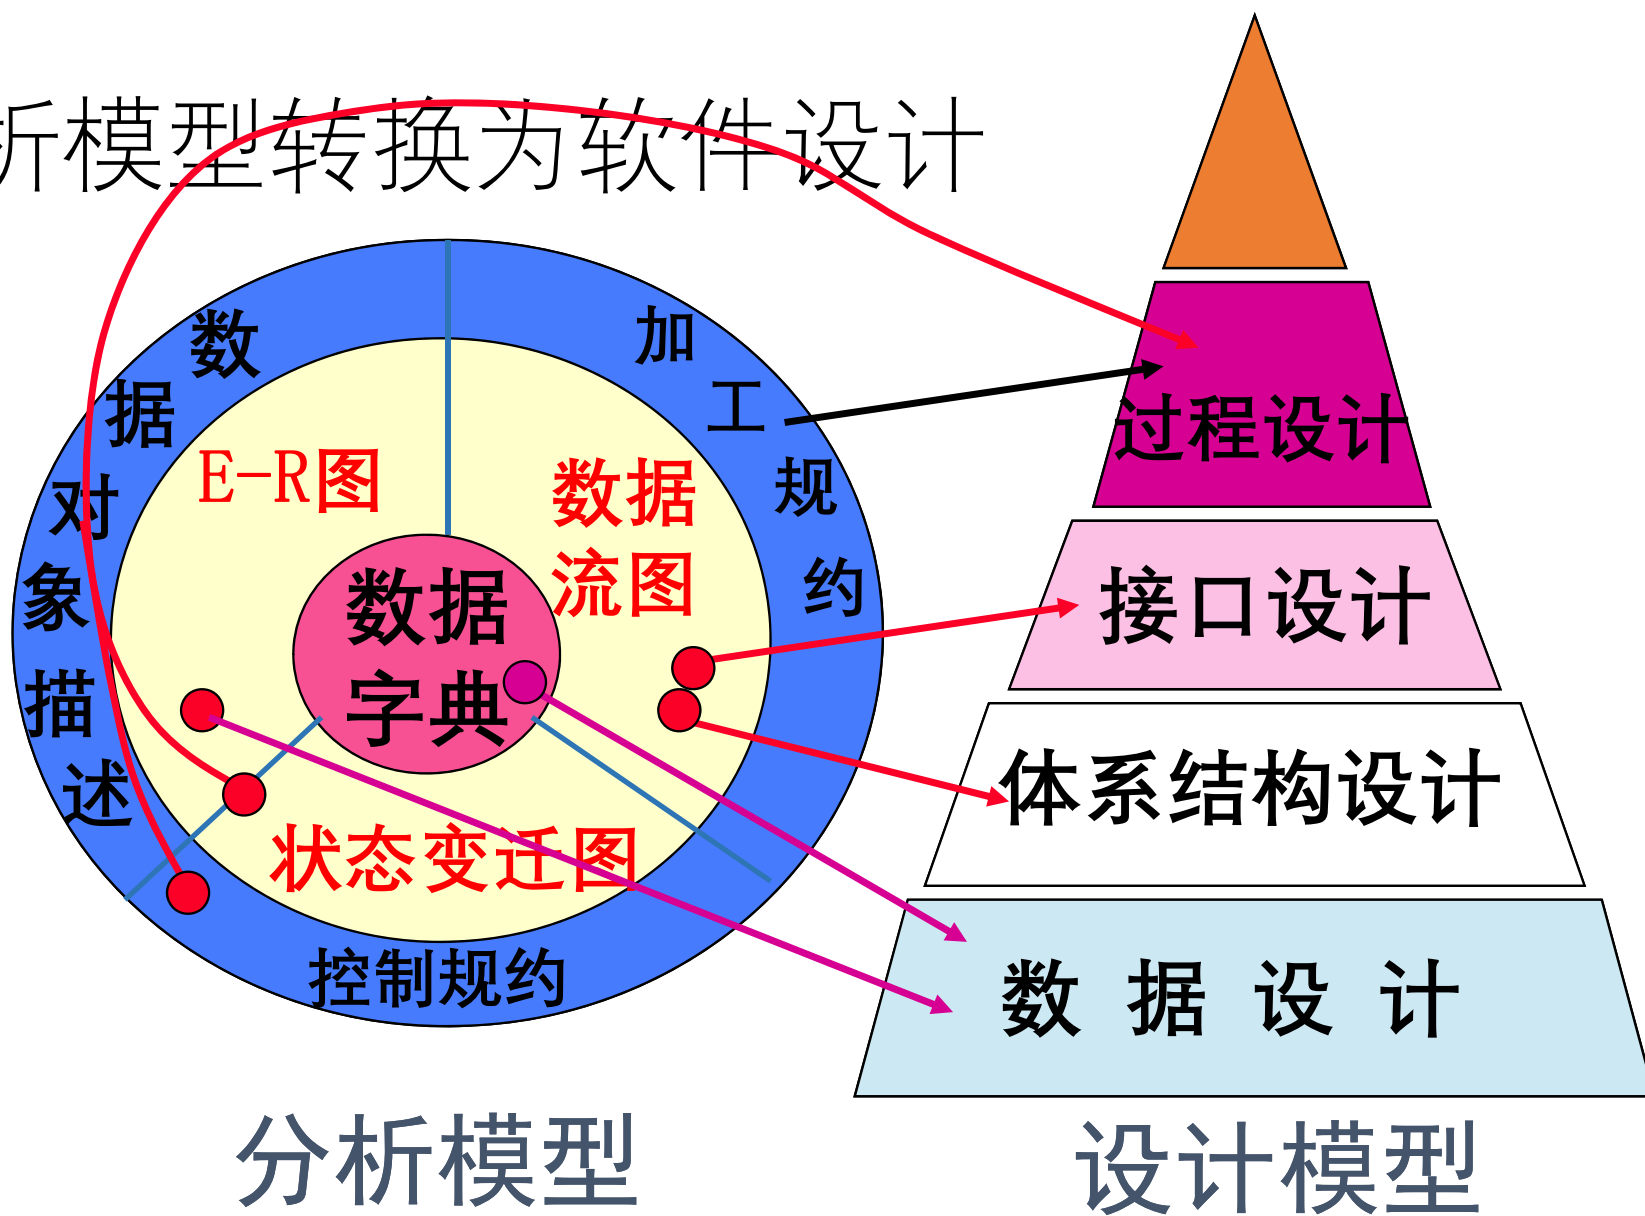 析模型转换为软件设计
数据对象描述
加工规约
E-R图
数据
流图
数据
字典
状态变迁图
控制规约
过程设计
接口设计
体系结构设计
数 据 设 计
分析模型
设计模型